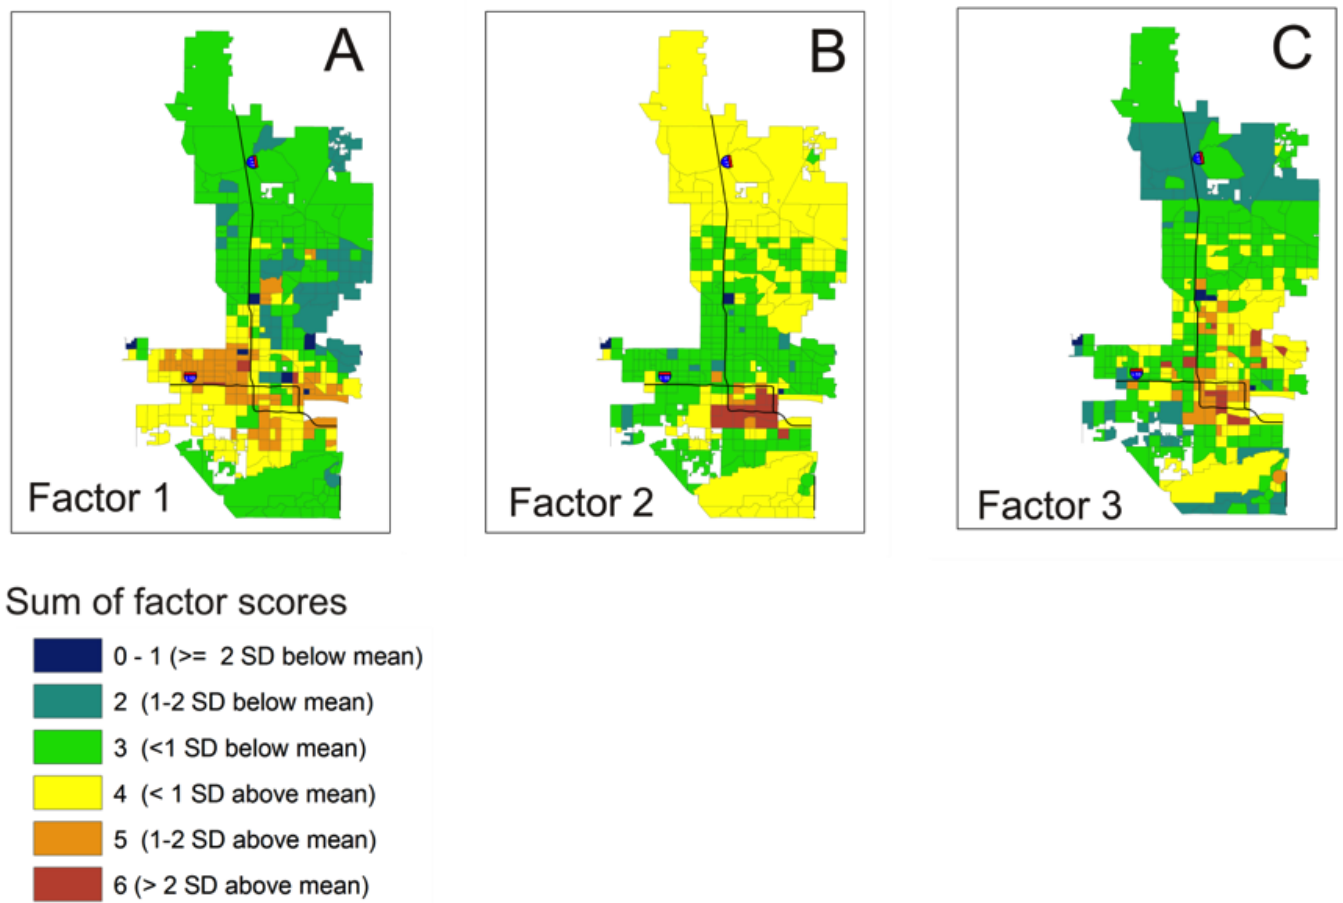 A
B
C
Factor 1
Factor 2
Factor 3
Sum of factor scores
0 - 1 (>= 2 SD below mean)
2 (1-2 SD below mean)
3 (<1 SD below mean)
4 (< 1 SD above mean)
5 (1-2 SD above mean)
6 (> 2 SD above mean)